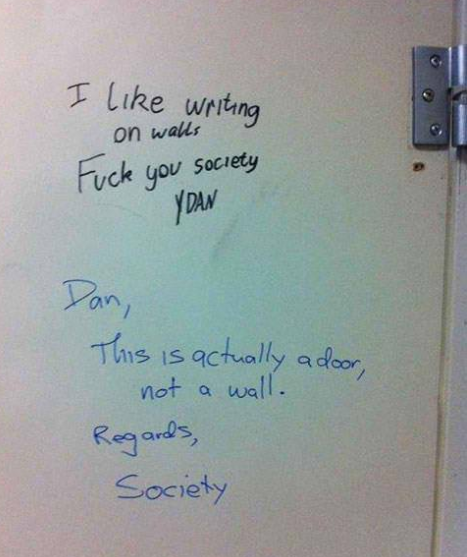 I like writing
on walls
Fuck you society
YDAN
Dan,
This is actually a door,
not a wall.
Regards,
Society